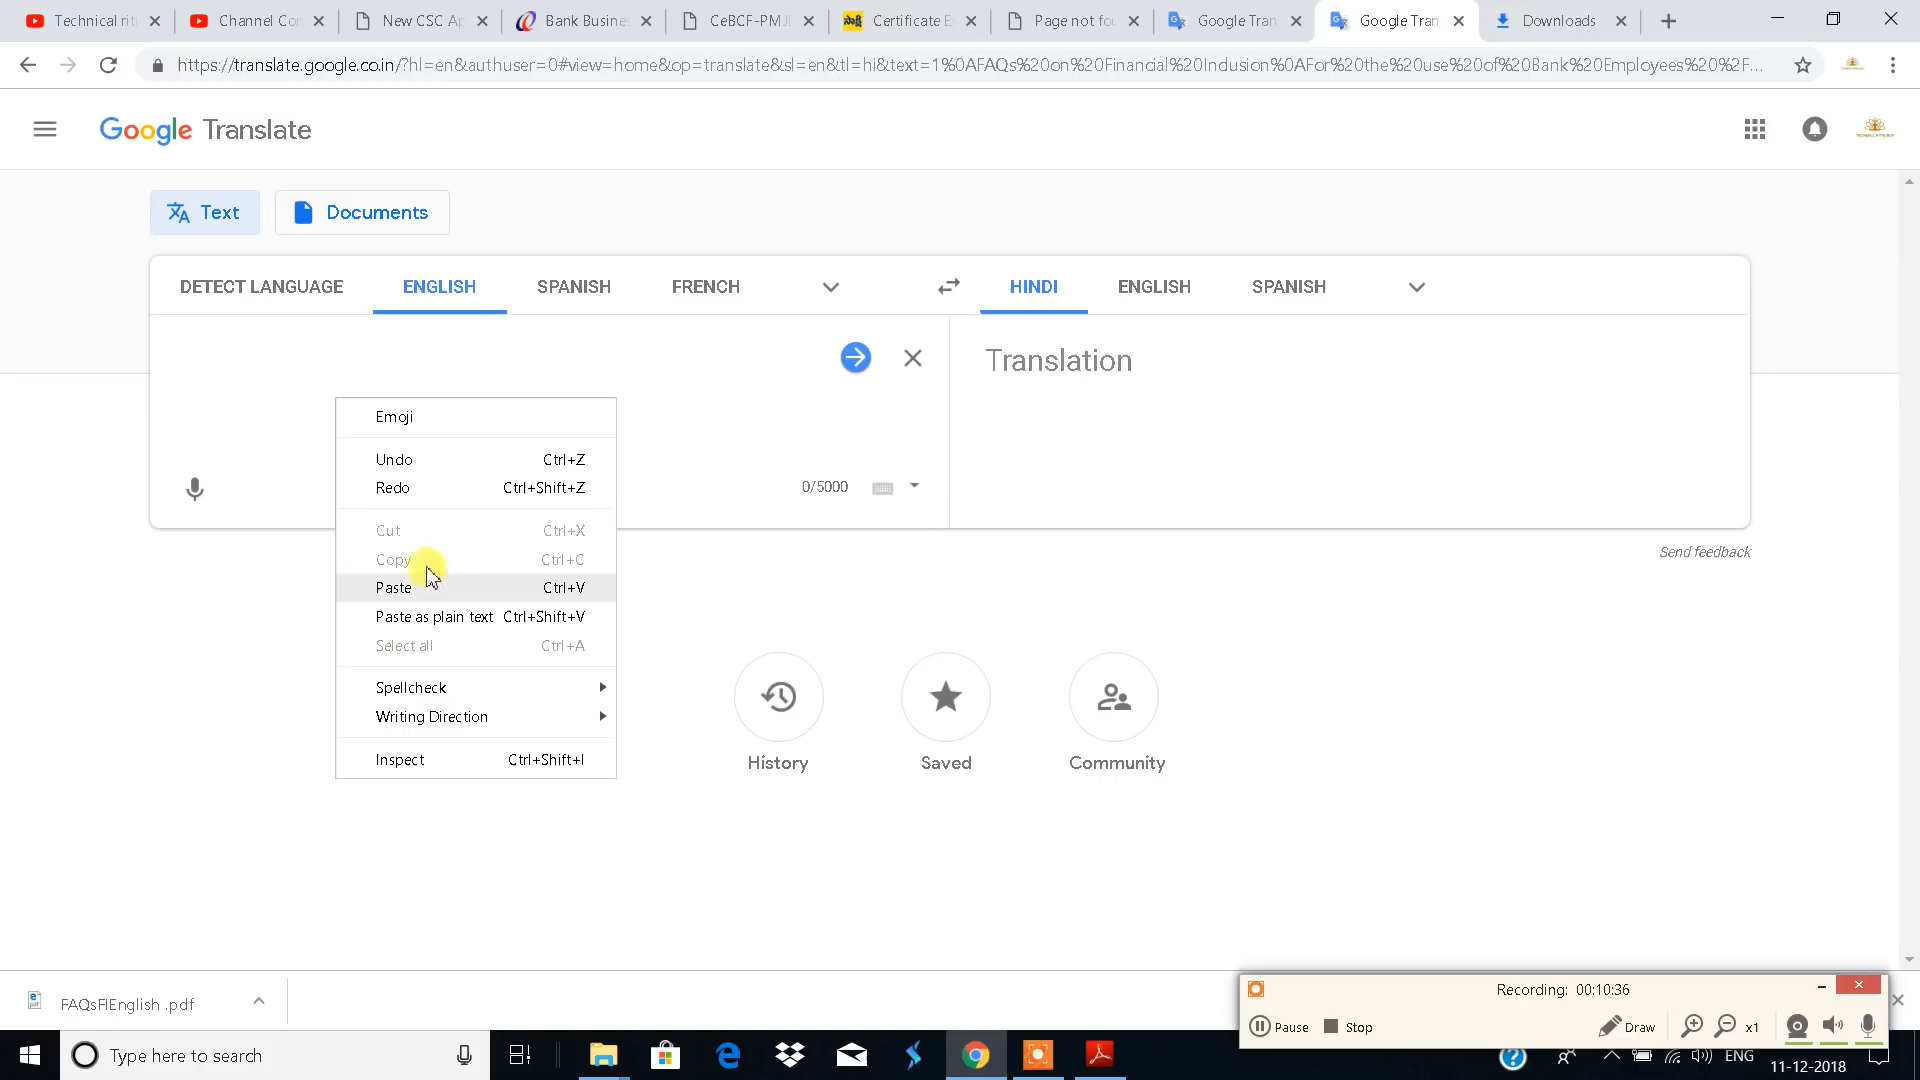 Technical riti
Channel Con
New CSC Ap
Bank Busine
CeBCF-PMJD
Certificate E
Page not fou
Google Tran
Google Tran
Downloads
https://translate.google.co.in/?hl=en&authuser=0#view=home&op=translate&sl=en&tl=hi&text=1%0AFAQs%20on%20Financial%20Inclusion%0AFor%20the%20use%20of%20Bank%20Employees%20%2F...
Google Translate
Text
Documents
DETECT LANGUAGE
ENGLISH
SPANISH
FRENCH
HINDI
ENGLISH
SPANISH
Translation
Emoji
Undo Ctrl+Z
Redo Ctrl+Shift+Z
0/5000
Cut Ctrl+X
Copy Ctrl+C
Paste Ctrl+V
Paste as plain text Ctrl+Shift+V
Select all Ctrl+A
Spellcheck
Writing Direction
Inspect Ctrl+Shift+I
Send feedback
History
Saved
Community
FAQsFIEnglish .pdf
Recording: 00:10:36
Pause
Stop
Draw
x1
Type here to search
ENG
11-12-2018